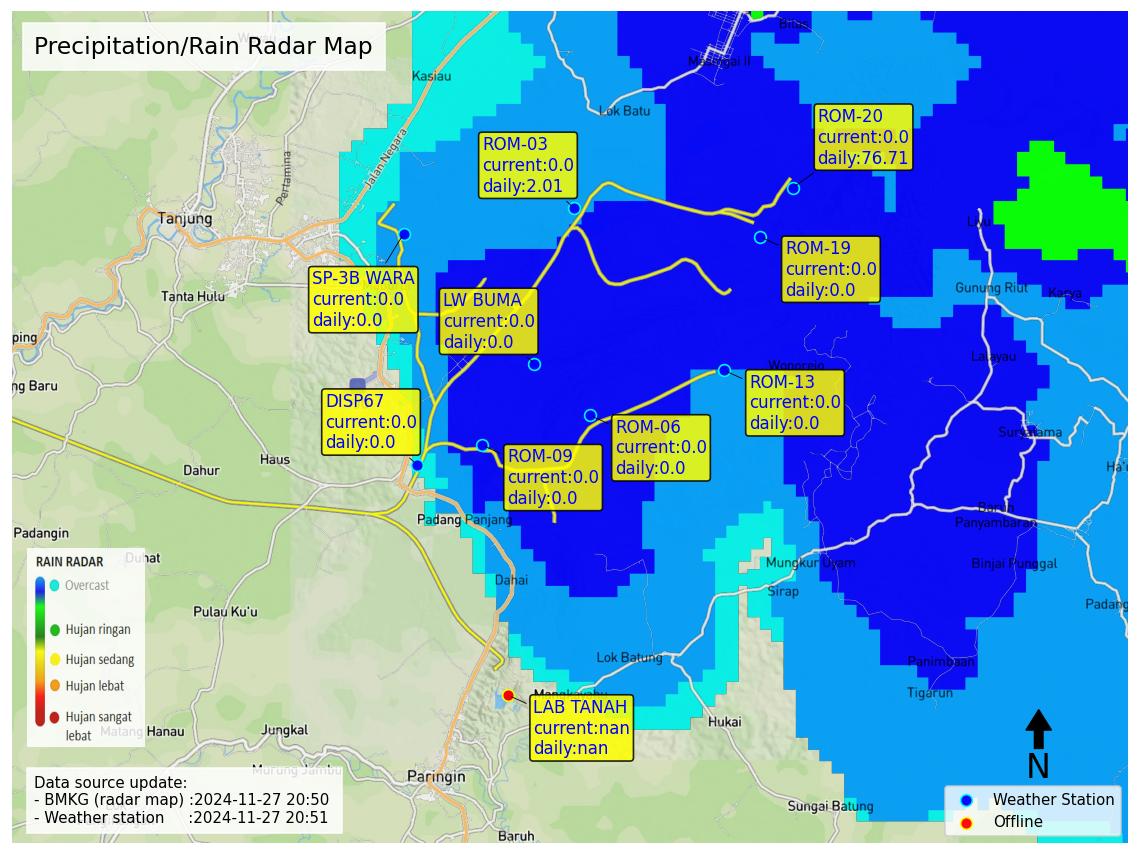 Precipitation/Rain Radar Map
Kasiau
Bilas
Masingai II
Lok Batu
Jalan Negara
Pertamina
Tanjung
Tanta Hulu
ROM-03
current:0.0
daily:2.01
ROM-20
current:0.0
daily:76.71
ROM-19
current:0.0
daily:0.0
SP-3B WARA
current:0.0
daily:0.0
LW BUMA
current:0.0
daily:0.0
Liyu
Gunung Riut
Karya
Lalayau
Wonorejo
ping
ng Baru
DISP67
current:0.0
daily:0.0
ROM-13
current:0.0
daily:0.0
ROM-06
current:0.0
daily:0.0
ROM-09
current:0.0
daily:0.0
Haus
Dahur
Padangin
Duhat
Padang Panjang
Dahai
Panyambaran
Binjai Punggal
Mungkur Uyam
Sirap
Padang
Pulau Ku'u
Lok Batung
Panimbaan
Tigarun
RAIN RADAR
Overcast
Hujan ringan
Hujan sedang
Hujan lebat
Hujan sangat
lebat
Matang Hanau
Jungkal
Murung Jambu
LAB TANAH
current:nan
daily:nan
Hukai
Paringin
Baruh
Sungai Batung
Data source update:
- BMKG (radar map) :2024-11-27 20:50
- Weather station :2024-11-27 20:51
N
Weather Station
Offline